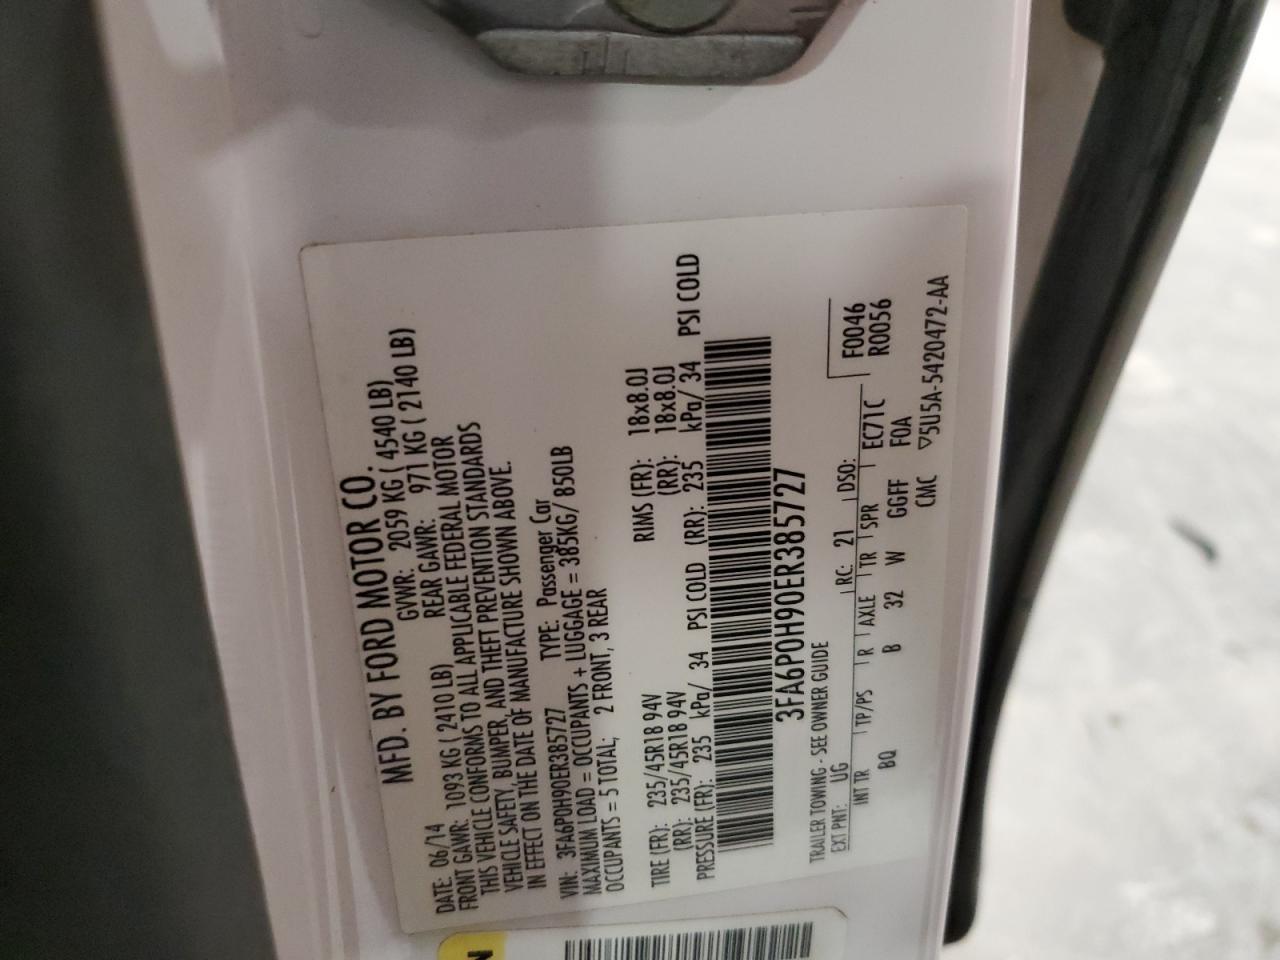 MFD. BY FORD MOTOR CO.
DATE: 06/14 GVWR: 2059 KG ( 4540 LB)
FRONT GAWR: 1093 KG ( 2410 LB) REAR GAWR: 971 KG ( 2140 LB)
THIS VEHICLE CONFORMS TO ALL APPLICABLE FEDERAL MOTOR
VEHICLE SAFETY, BUMPER, AND THEFT PREVENTION STANDARDS
IN EFFECT ON THE DATE OF MANUFACTURE SHOWN ABOVE.
VIN: 3FA6P0H90ER385727 TYPE: Passenger Car
MAXIMUM LOAD = OCCUPANTS + LUGGAGE = 385KG/ 850LB
OCCUPANTS = 5 TOTAL; 2 FRONT, 3 REAR
TIRE (FR): 235/45R18 94V RIMS (FR): 18x8.0J
(RR): 235/45R18 94V (RR): 18x8.0J
PRESSURE (FR): 235 kPa/ 34 PSI COLD (RR): 235 kPa/ 34 PSI COLD
3FA6P0H90ER385727
TRAILER TOWING - SEE OWNER GUIDE
EXT PNT: UG RC: 21 DSO: F0046
R0056
INT TR TP/PS R AXLE TR SPR EC71C
BQ B 32 W GGFF FOA
CMC ▽5U5A-5420472-AA
N